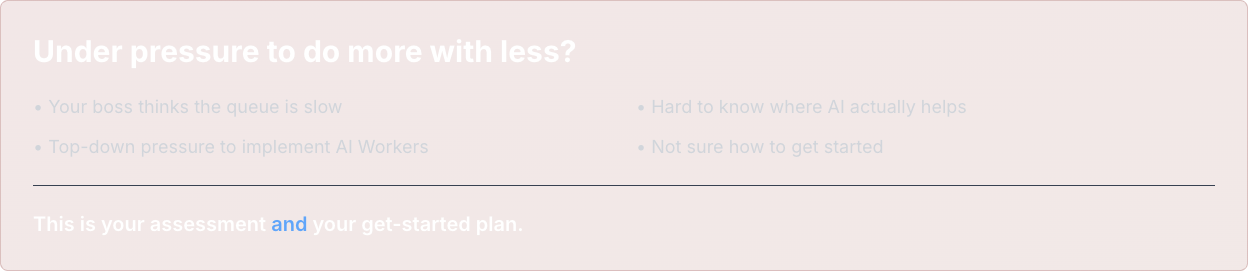 Under pressure to do more with less?
• Your boss thinks the queue is slow
• Hard to know where AI actually helps
• Top-down pressure to implement AI Workers
• Not sure how to get started
This is your assessment and your get-started plan.